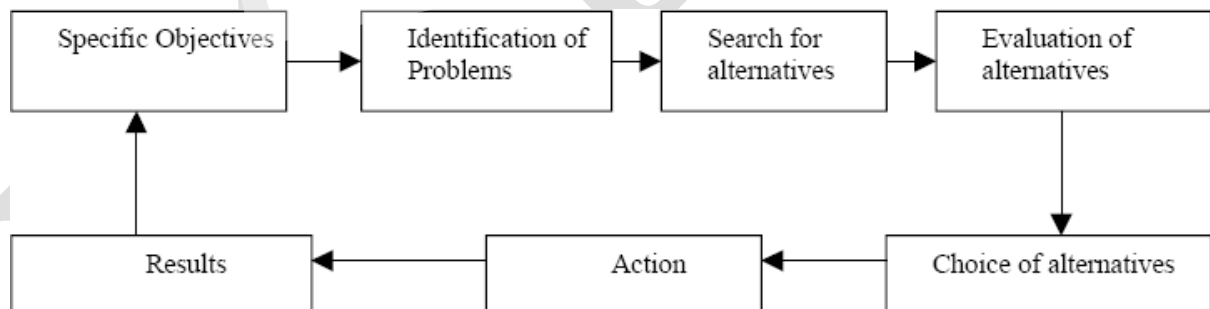 Specific Objectives
Identification of
Problems
Search for
alternatives
Evaluation of
alternatives
Choice of alternatives
Action
Results